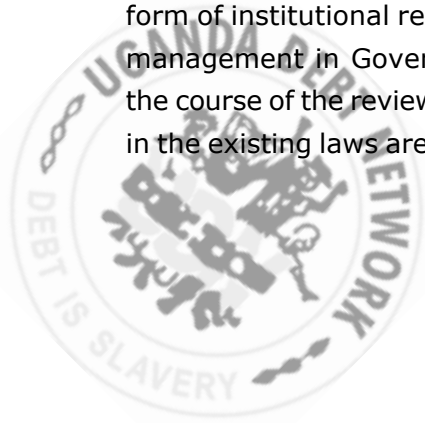 form of institutional re
management in Gover
the course of the review
in the existing laws are
UGANDA DEBT NETWORK
DEBT IS SLAVERY